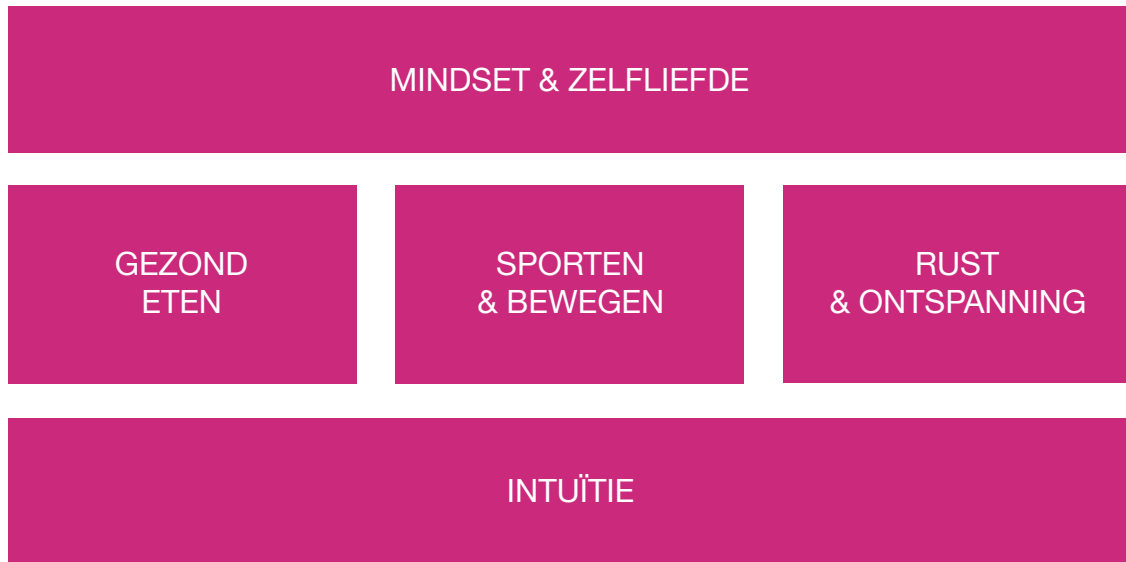 MINDSET & ZELFLIEFDE
GEZOND
ETEN
SPORTEN
& BEWEGEN
RUST
& ONTSPANNING
INTUÏTIE